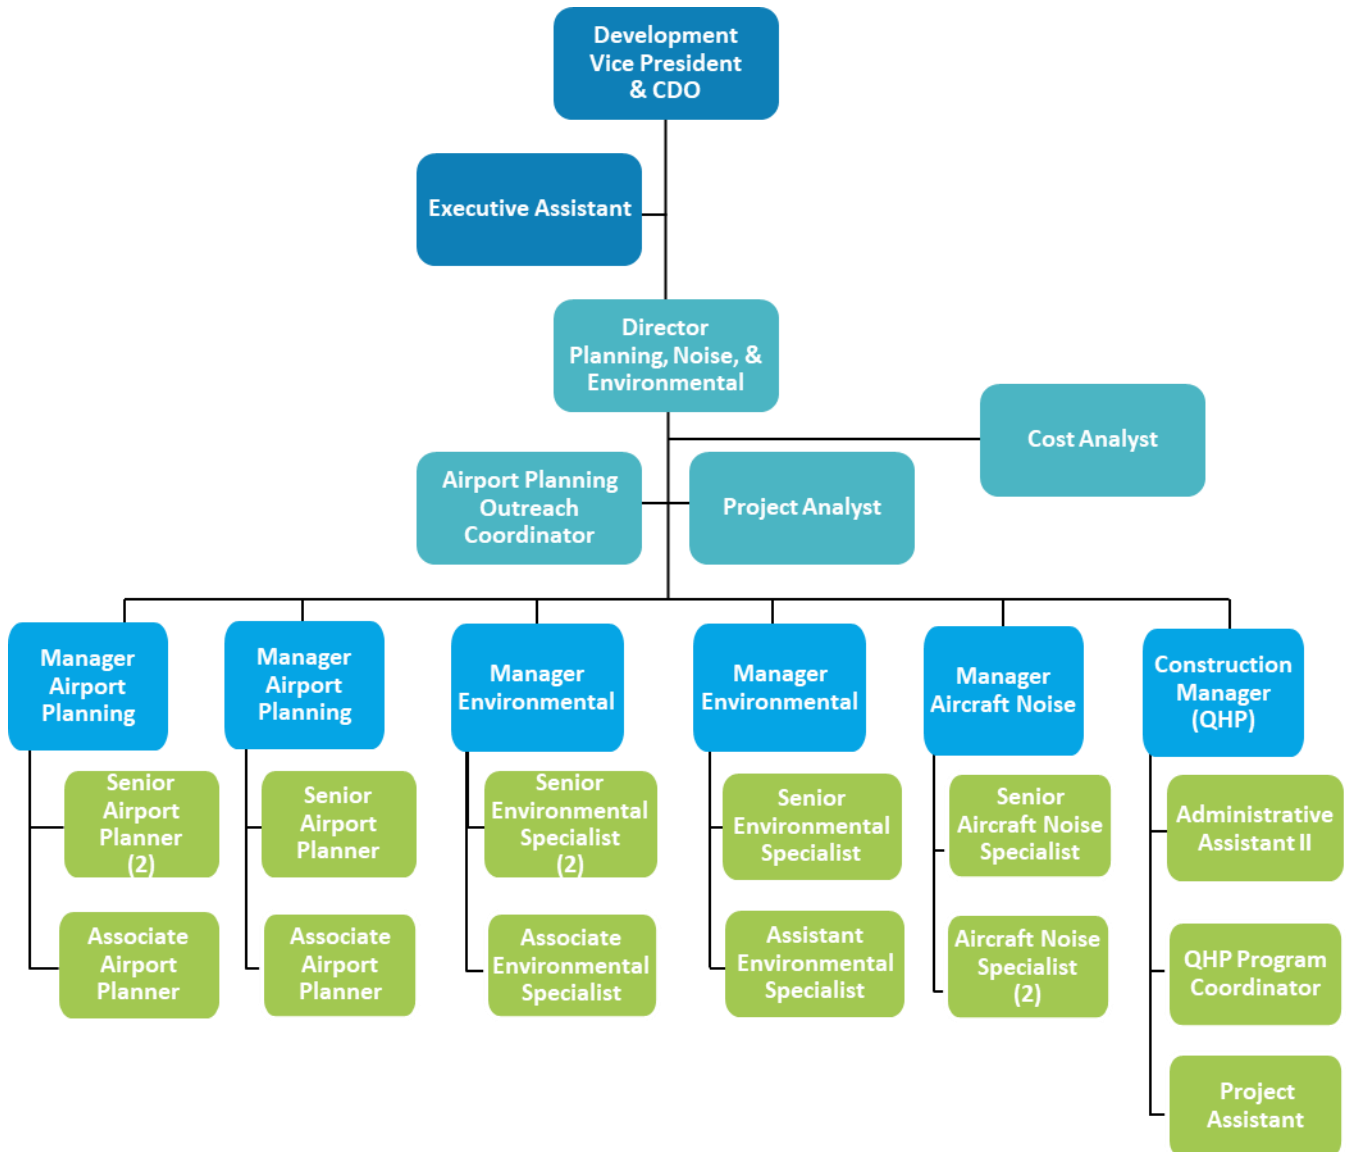 Development
Vice President
& CDO
Executive Assistant
Director
Planning, Noise, &
Environmental
Cost Analyst
Airport Planning
Outreach
Coordinator
Project Analyst
Manager
Airport
Planning
Manager
Airport
Planning
Manager
Environmental
Manager
Environmental
Manager
Aircraft Noise
Construction
Manager
(QHP)
Senior
Airport
Planner
(2)
Senior
Airport
Planner
Senior
Environmental
Specialist
(2)
Senior
Environmental
Specialist
Senior
Aircraft Noise
Specialist
Administrative
Assistant II
Associate
Airport
Planner
Associate
Airport
Planner
Associate
Environmental
Specialist
Assistant
Environmental
Specialist
Aircraft Noise
Specialist
(2)
QHP Program
Coordinator
Project
Assistant